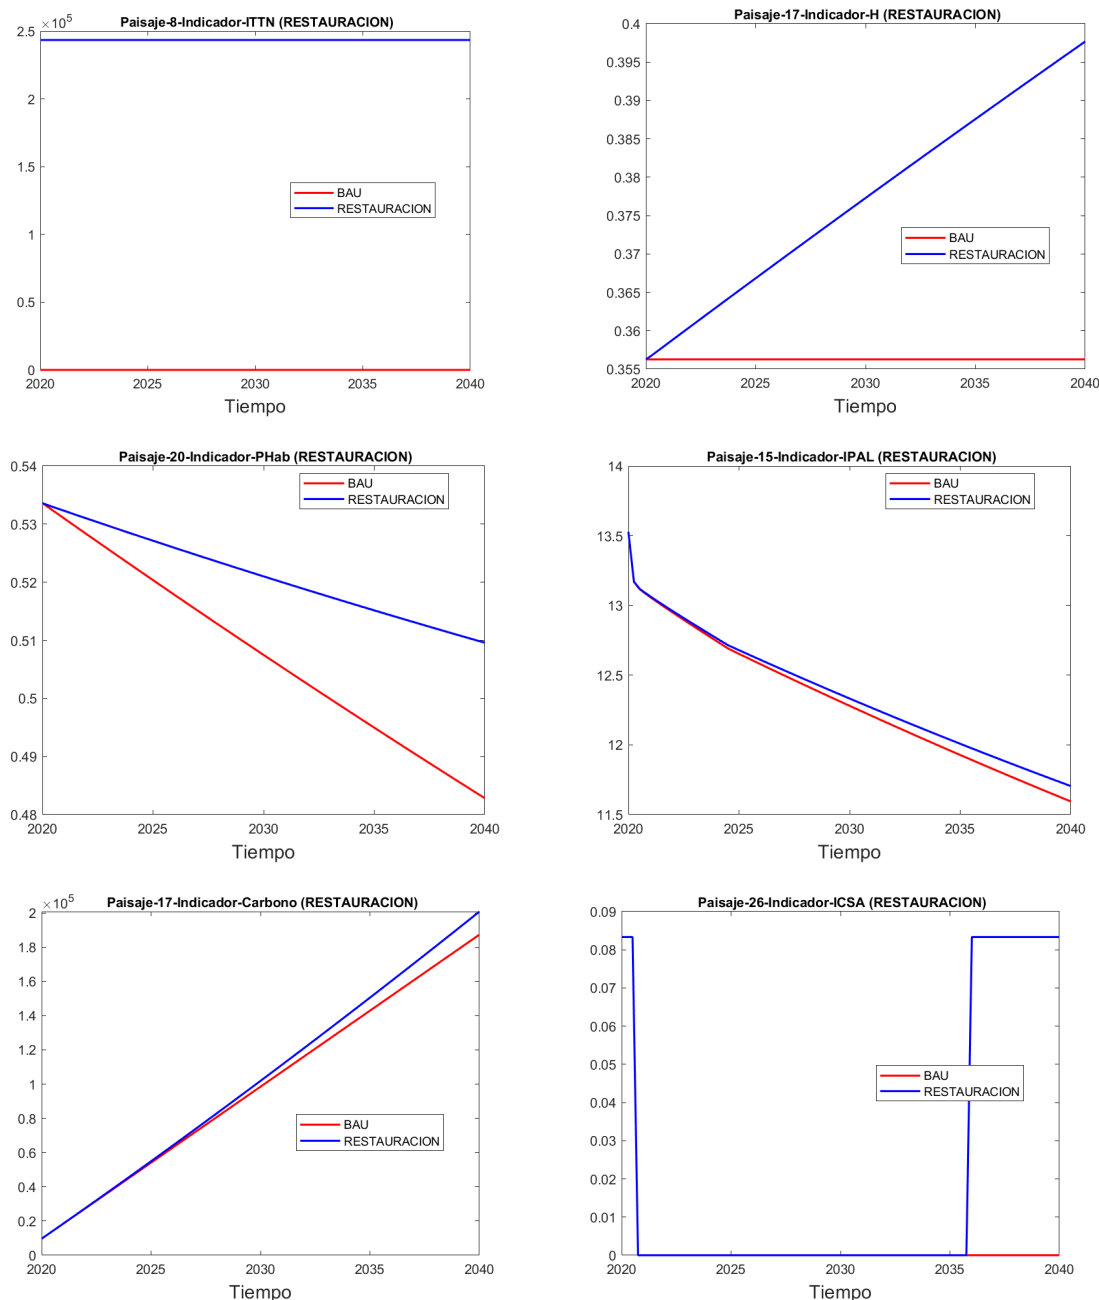 Paisaje-8-Indicador-ITTN (RESTAURACION)
×10^5
2.5
2
1.5
1
0.5
0
2020 2025 2030 2035 2040
Tiempo
BAU
RESTAURACION
Paisaje-17-Indicador-H (RESTAURACION)
0.4
0.395
0.39
0.385
0.38
0.375
0.37
0.365
0.36
0.355
2020 2025 2030 2035 2040
Tiempo
BAU
RESTAURACION
Paisaje-20-Indicador-PHab (RESTAURACION)
0.54
0.53
0.52
0.51
0.5
0.49
0.48
2020 2025 2030 2035 2040
Tiempo
BAU
RESTAURACION
Paisaje-15-Indicador-IPAL (RESTAURACION)
14
13.5
13
12.5
12
11.5
2020 2025 2030 2035 2040
Tiempo
BAU
RESTAURACION
Paisaje-17-Indicador-Carbono (RESTAURACION)
×10^5
2
1.8
1.6
1.4
1.2
1
0.8
0.6
0.4
0.2
0
2020 2025 2030 2035 2040
Tiempo
BAU
RESTAURACION
Paisaje-26-Indicador-ICSA (RESTAURACION)
0.09
0.08
0.07
0.06
0.05
0.04
0.03
0.02
0.01
0
2020 2025 2030 2035 2040
Tiempo
BAU
RESTAURACION